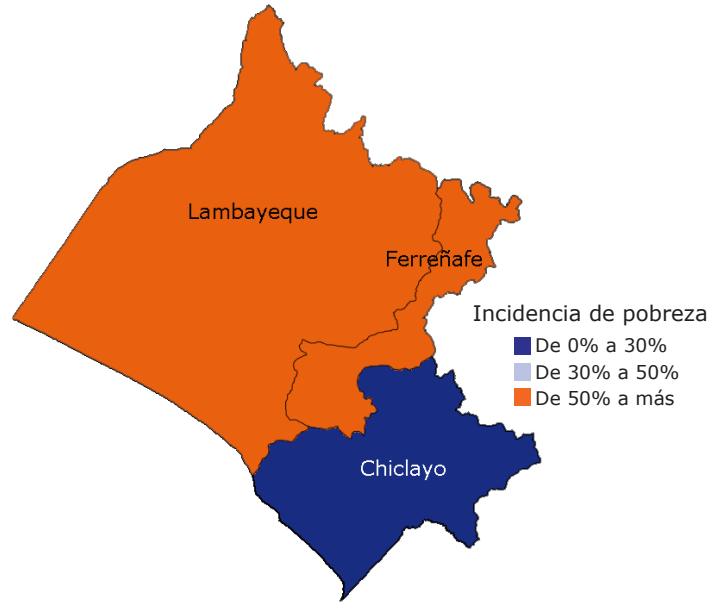 Lambayeque
Ferreñafe
Incidencia de pobreza
De 0% a 30%
De 30% a 50%
De 50% a más
Chiclayo